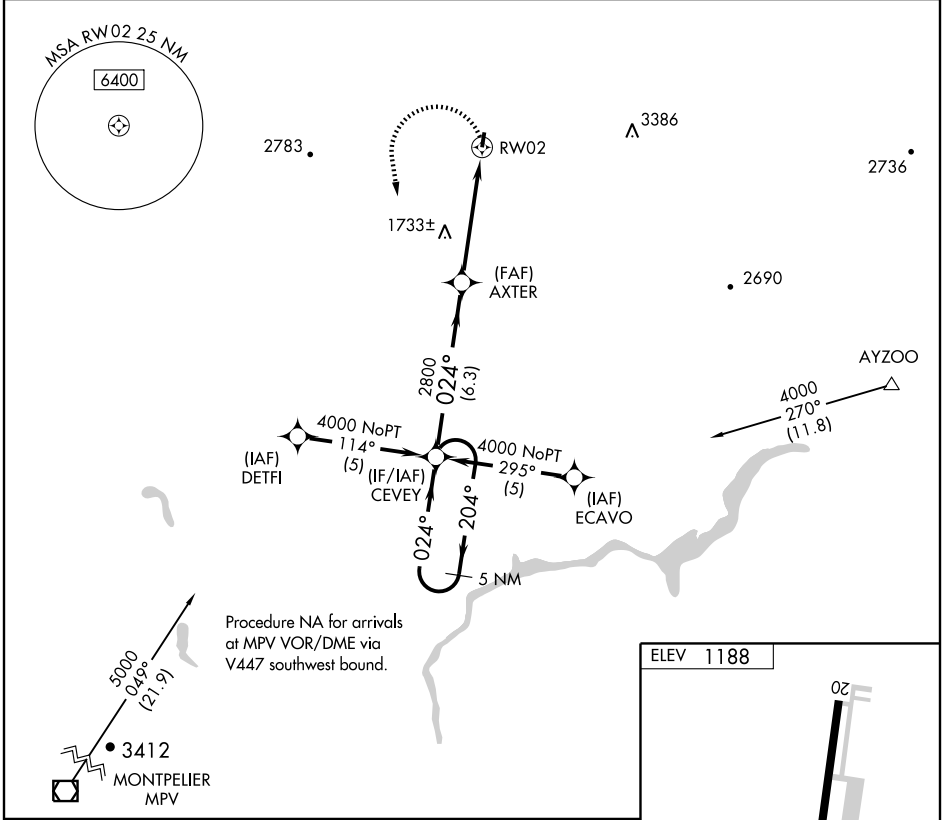 MSA RW02 25 NM
6400
2783
RW02
3386
2736
1733±
(FAF)
AXTER
2690
AYZOO
4000
270°
(11.8)
2800
024°
(6.3)
4000 NoPT
114°
(5)
(IAF)
DETFI
(IF/IAF)
CEVEY
4000 NoPT
295°
(5)
(IAF)
ECAVO
024°
204°
5 NM
Procedure NA for arrivals
at MPV VOR/DME via
V447 southwest bound.
5000
049°
(21.9)
3412
MONTPELIER
MPV
ELEV 1188
20